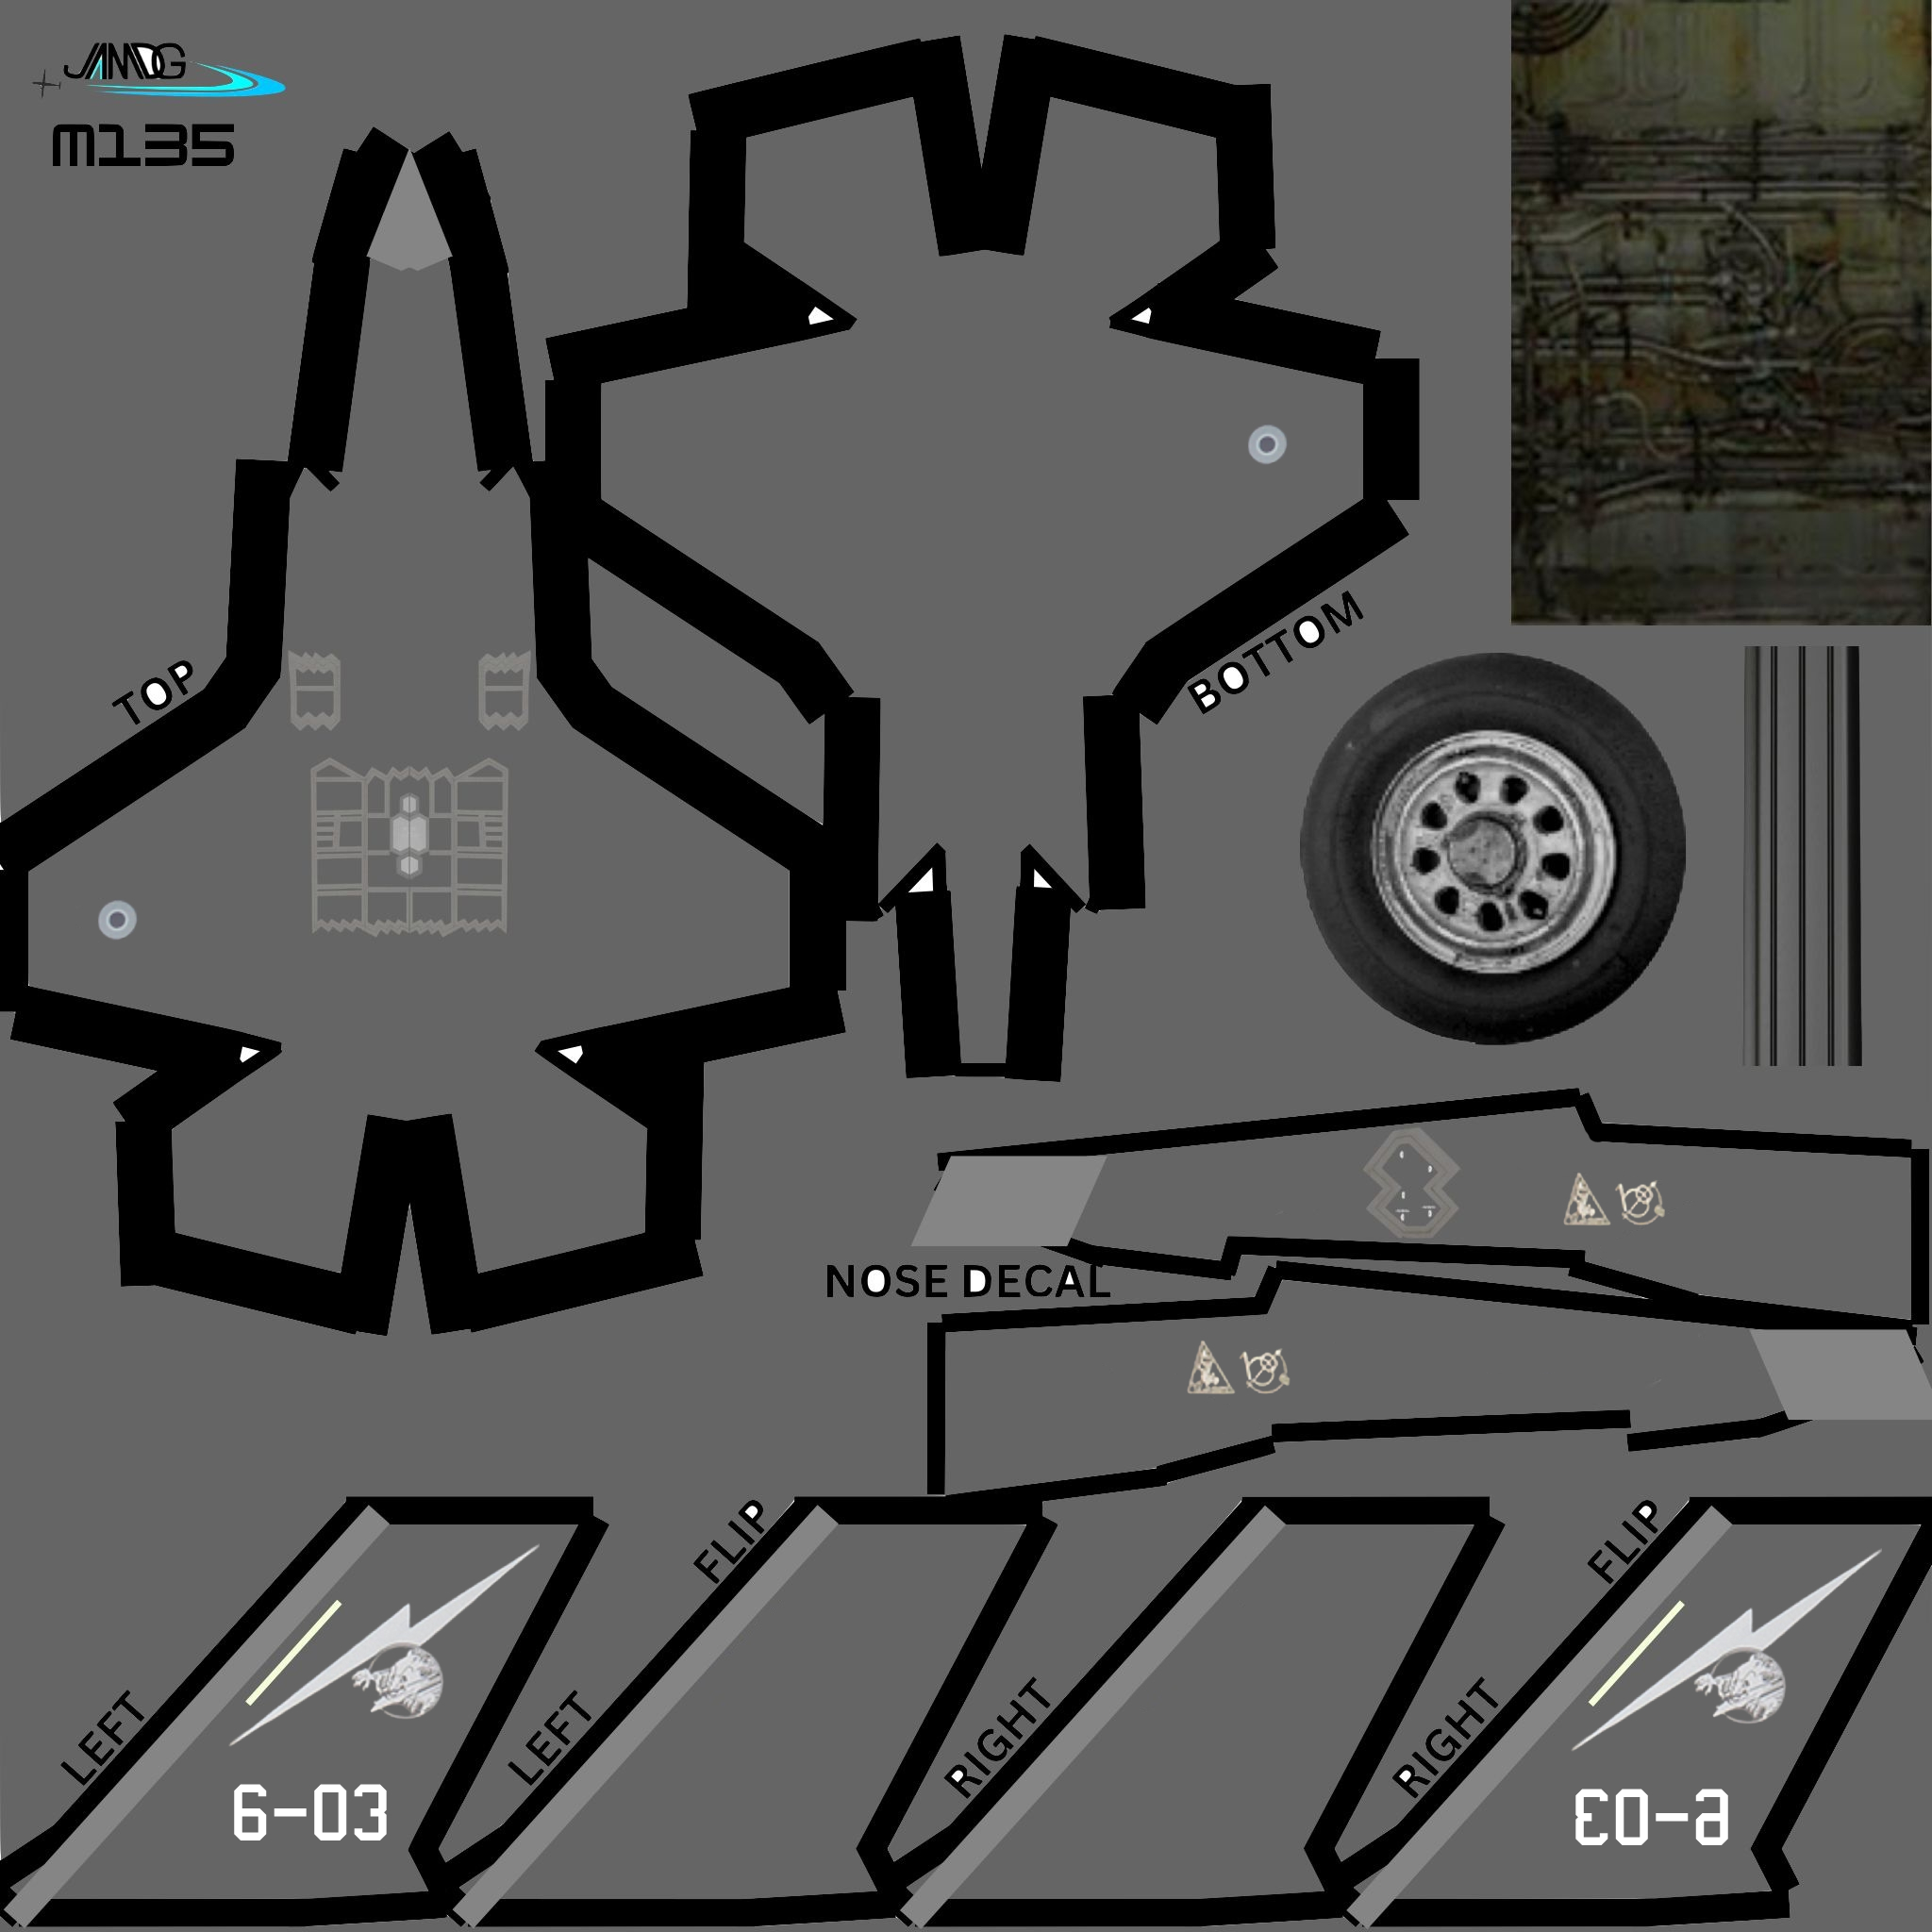 JAMDG
M135
TOP
BOTTOM
NOSE DECAL
LEFT
FLIP
LEFT
RIGHT
FLIP
RIGHT
6-03
6-03